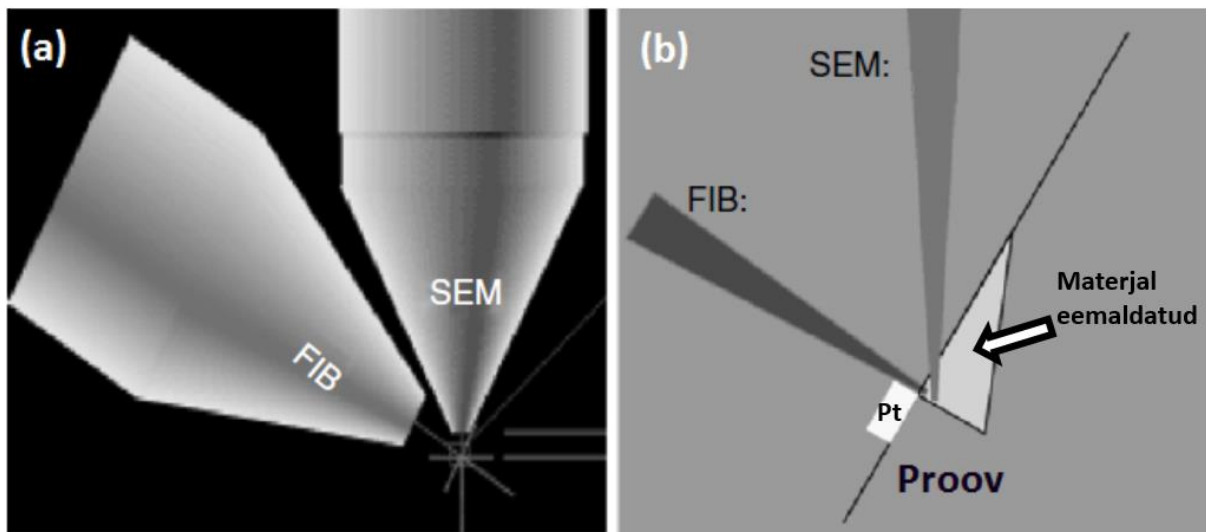 (a)
SEM
FIB
(b)
SEM:
FIB:
Materjal
eemaldatud
Pt
Proov